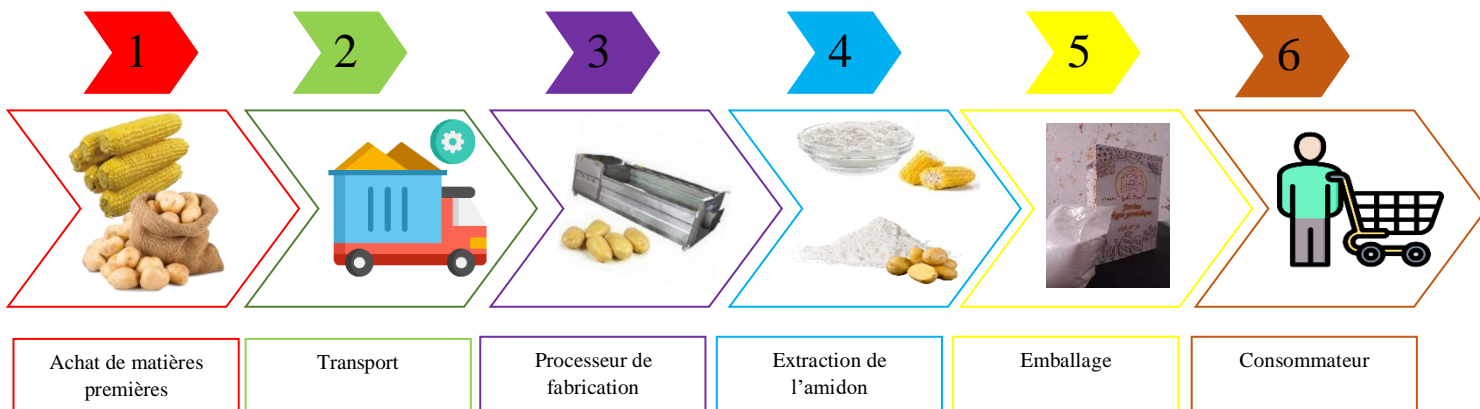 1
2
3
4
5
6
Farine
Achat de matières
premières
Transport
Processeur de
fabrication
Extraction de
l'amidon
Emballage
Consommateur